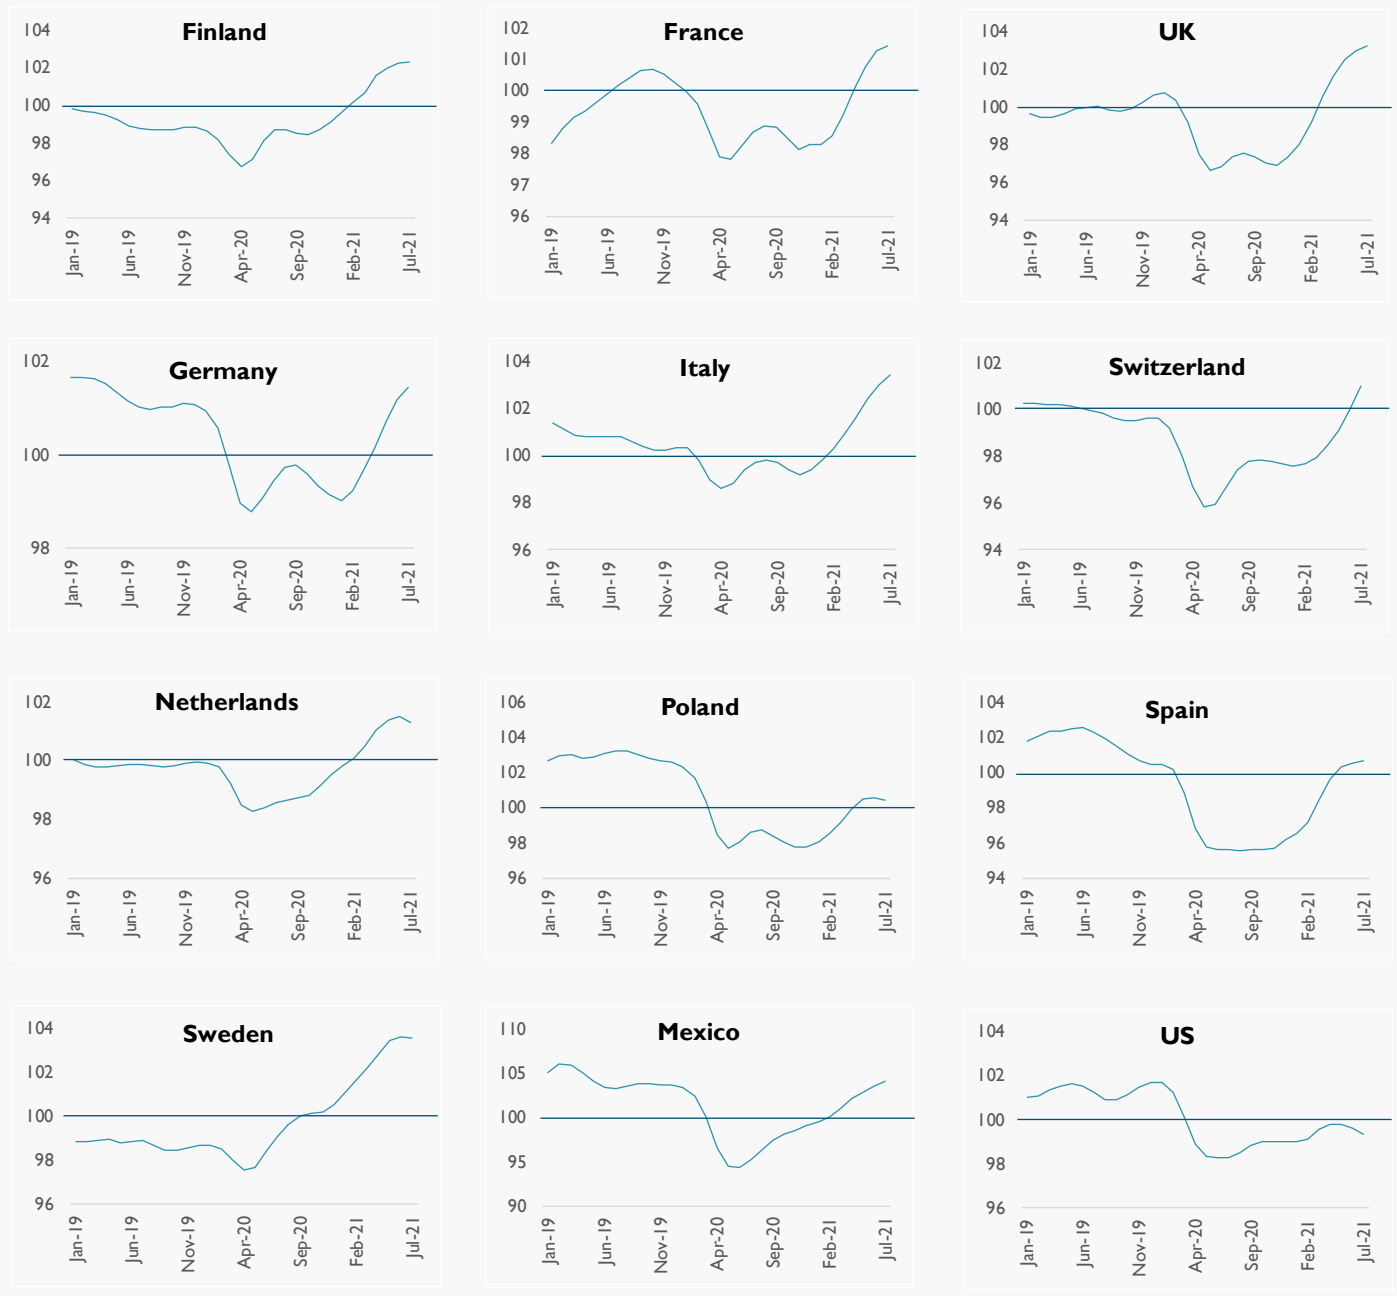 Finland
104
102
100
98
96
94
Jan-19
Jun-19
Nov-19
Apr-20
Sep-20
Feb-21
Jul-21
France
102
101
100
99
98
97
96
Jan-19
Jun-19
Nov-19
Apr-20
Sep-20
Feb-21
Jul-21
UK
104
102
100
98
96
94
Jan-19
Jun-19
Nov-19
Apr-20
Sep-20
Feb-21
Jul-21
Germany
102
100
98
Jan-19
Jun-19
Nov-19
Apr-20
Sep-20
Feb-21
Jul-21
Italy
104
102
100
98
96
Jan-19
Jun-19
Nov-19
Apr-20
Sep-20
Feb-21
Jul-21
Switzerland
102
100
98
96
94
Jan-19
Jun-19
Nov-19
Apr-20
Sep-20
Feb-21
Jul-21
Netherlands
102
100
98
96
Jan-19
Jun-19
Nov-19
Apr-20
Sep-20
Feb-21
Jul-21
Poland
106
104
102
100
98
96
Jan-19
Jun-19
Nov-19
Apr-20
Sep-20
Feb-21
Jul-21
Spain
104
102
100
98
96
94
Jan-19
Jun-19
Nov-19
Apr-20
Sep-20
Feb-21
Jul-21
Sweden
104
102
100
98
96
Jan-19
Jun-19
Nov-19
Apr-20
Sep-20
Feb-21
Jul-21
Mexico
110
105
100
95
90
Jan-19
Jun-19
Nov-19
Apr-20
Sep-20
Feb-21
Jul-21
US
104
102
100
98
96
Jan-19
Jun-19
Nov-19
Apr-20
Sep-20
Feb-21
Jul-21